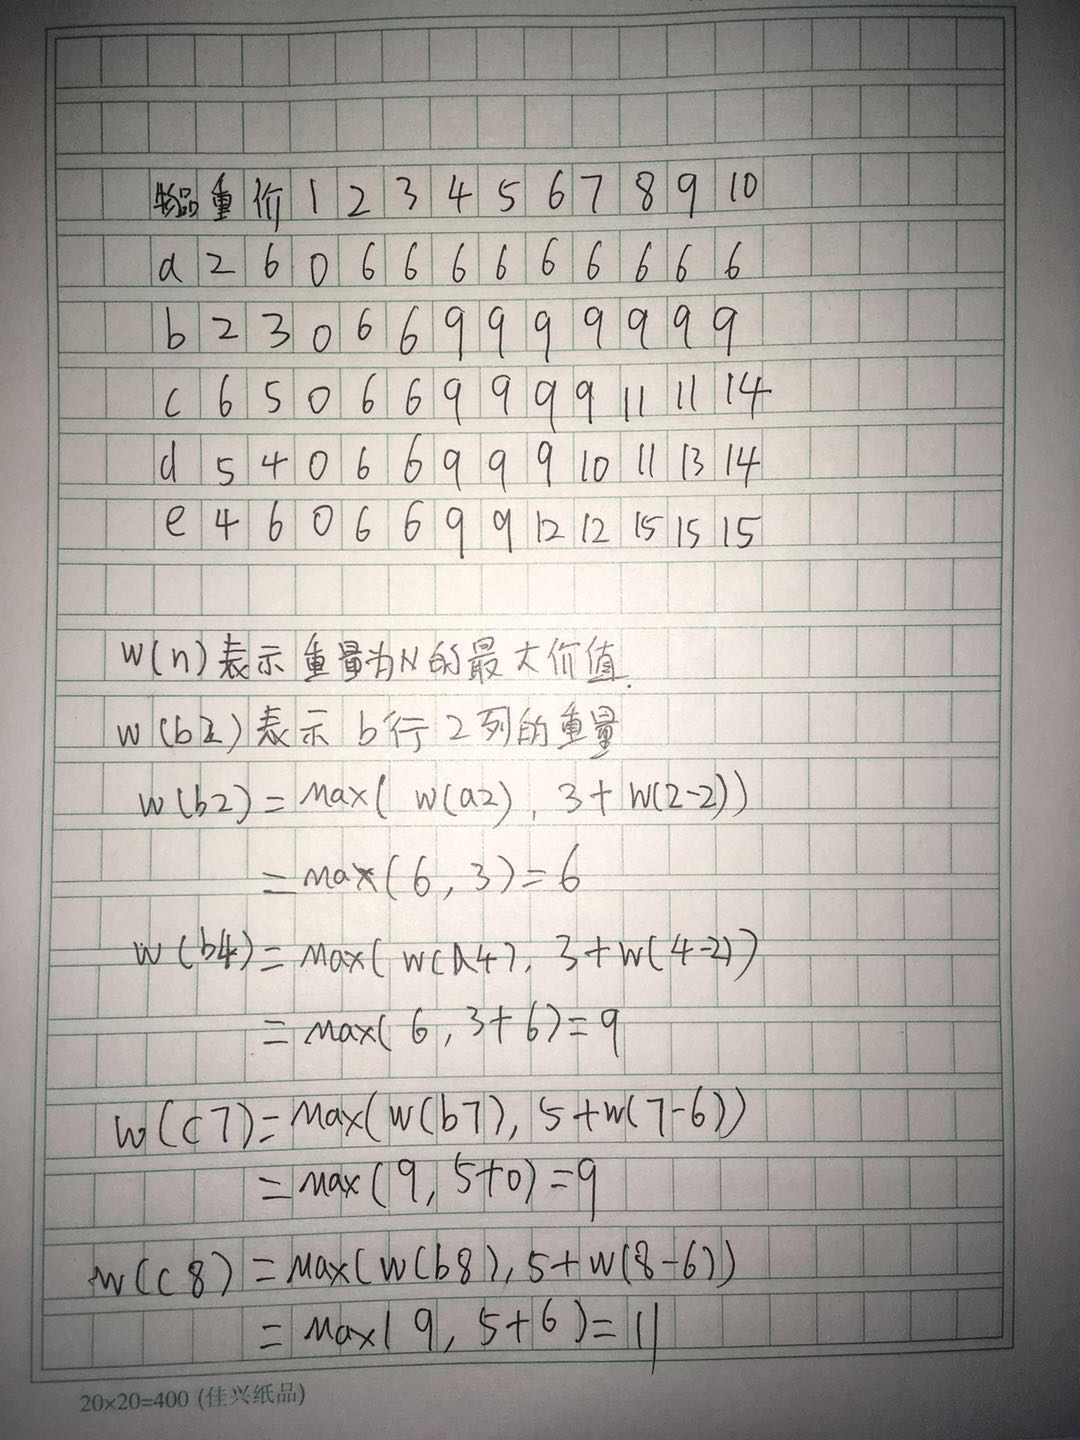 物品 重 价 1 2 3 4 5 6 7 8 9 10
a 2 6 0 6 6 6 6 6 6 6 6 6
b 2 3 0 6 6 9 9 9 9 9 9 9
c 6 5 0 6 6 9 9 9 9 11 11 14
d 5 4 0 6 6 9 9 9 10 11 13 14
e 4 6 0 6 6 9 9 12 12 15 15 15
W(n)表示重量为N的最大价值.
W(b2)表示b行2列的重量
W(b2)=Max(W(a2), 3+W(2-2))
=Max(6,3)=6
W(b4)=Max(W(A4), 3+W(4-2))
=Max(6,3+6)=9
W(c7)=Max(W(b7), 5+W(7-6))
=Max(9,5+0)=9
W(c8)=Max(W(b8),5+W(8-6))
=Max(9,5+6)=11
20×20=400 (佳兴纸品)